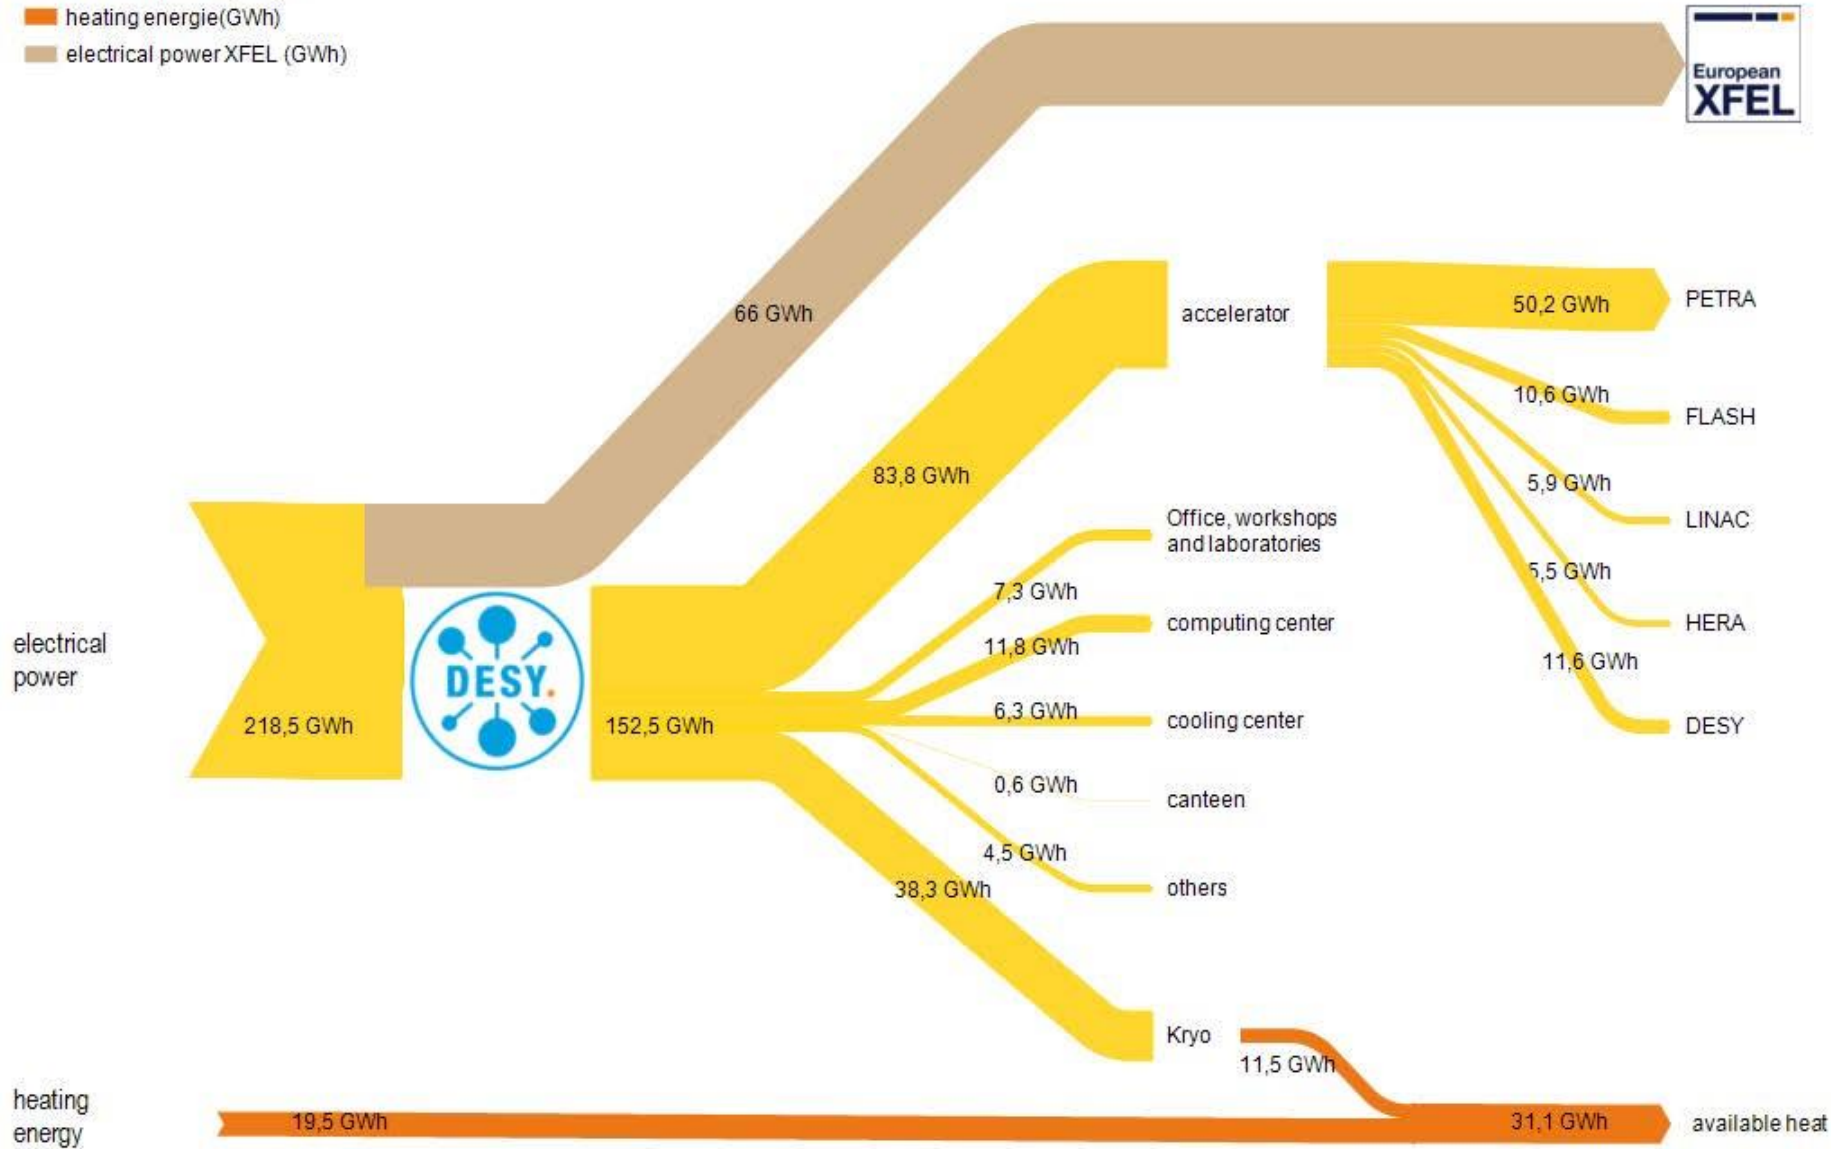 heating energie(GWh)
electrical power XFEL (GWh)
European
XFEL
66 GWh
accelerator
50,2 GWh
PETRA
10,6 GWh
FLASH
83,8 GWh
5,9 GWh
LINAC
Office, workshops
and laboratories
7,3 GWh
5,5 GWh
HERA
computing center
11,8 GWh
electrical
power
DESY.
11,6 GWh
218,5 GWh
152,5 GWh
6,3 GWh
cooling center
DESY
0,6 GWh
canteen
4,5 GWh
38,3 GWh
others
Kryo
11,5 GWh
heating
energy
19,5 GWh
31,1 GWh
available heat